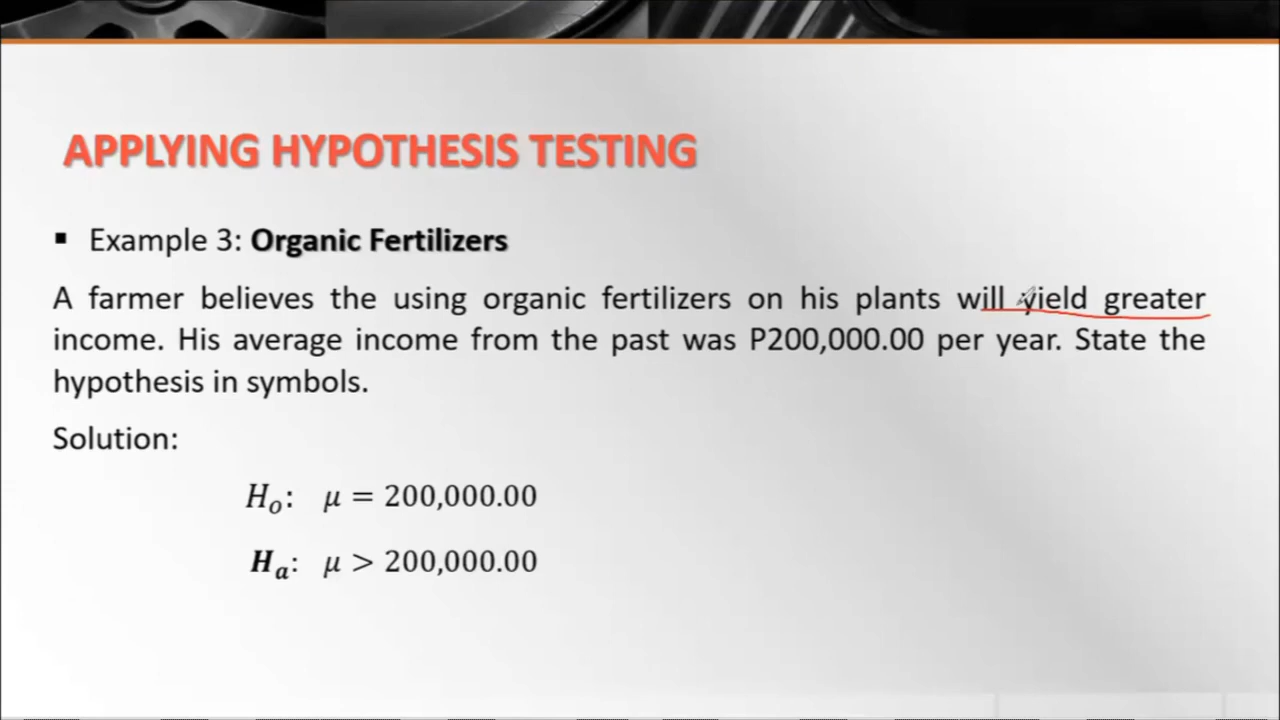 APPLYING HYPOTHESIS TESTING
▪ Example 3: Organic Fertilizers
A farmer believes the using organic fertilizers on his plants will yield greater
income. His average income from the past was P200,000.00 per year. State the
hypothesis in symbols.
Solution:
Hₒ: μ = 200,000.00
Hₐ: μ > 200,000.00